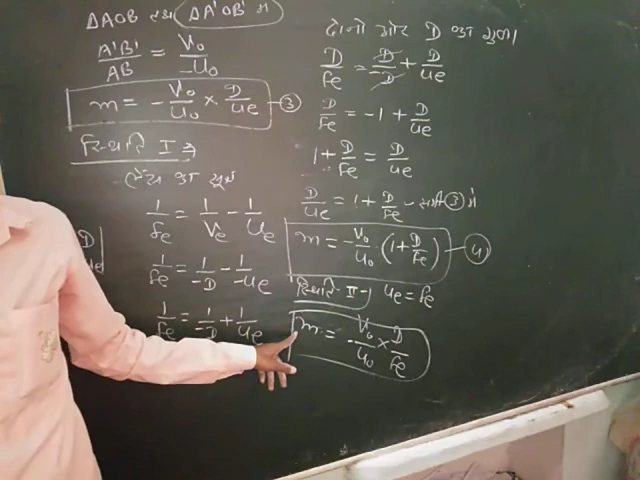 ΔAOB तथा ΔA'OB' में
A'B'/AB = V₀/-U₀
m = - V₀/U₀ × D/Ue -③
स्थिति I ⇒
लेंस का सूत्र
1/fe = 1/Ve - 1/Ue
1/fe = 1/-D - 1/-Ue
1/fe = 1/-D + 1/Ue
D
दोनों ओर D का गुणा
D/fe = D/-D + D/Ue
D/fe = -1 + D/Ue
1 + D/fe = D/Ue
D/Ue = 1 + D/fe - समी ③ में
m = - V₀/U₀ (1 + D/fe) -④
स्थिति II - Ue = fe
m = - V₀/U₀ × D/fe